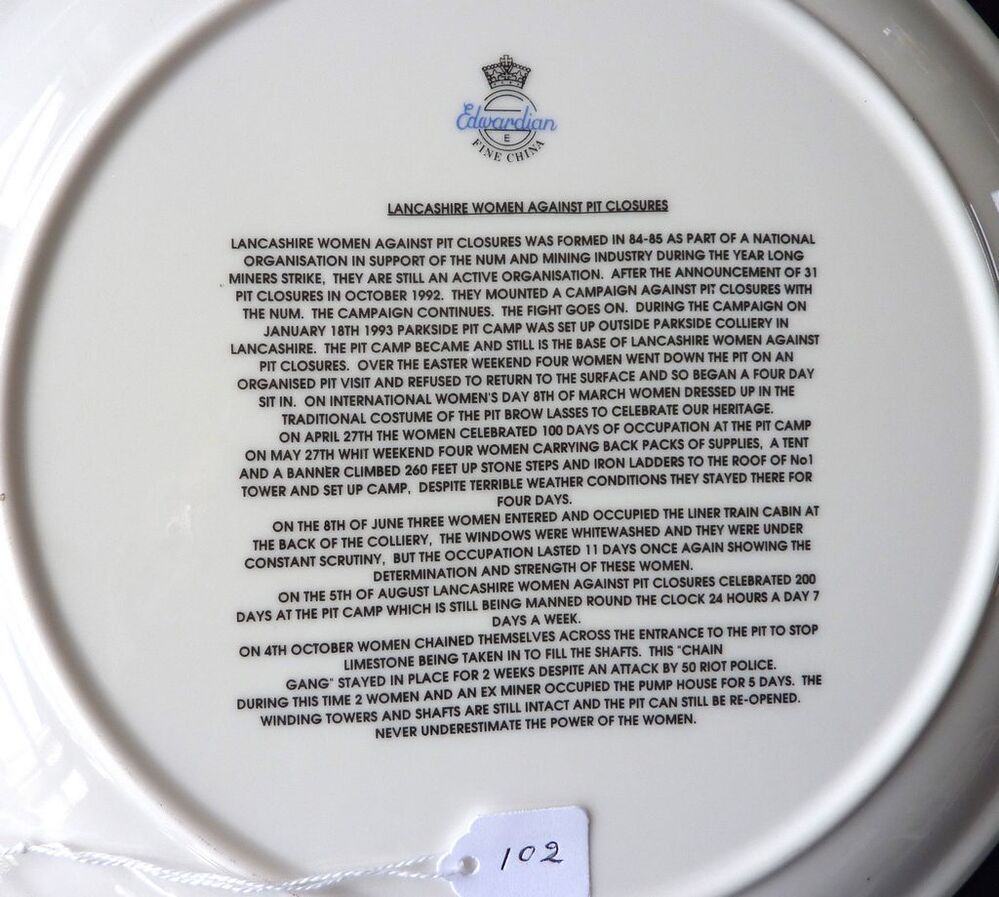 Edwardian
E
FINE CHINA
LANCASHIRE WOMEN AGAINST PIT CLOSURES
LANCASHIRE WOMEN AGAINST PIT CLOSURES WAS FORMED IN 84-85 AS PART OF A NATIONAL
ORGANISATION IN SUPPORT OF THE NUM AND MINING INDUSTRY DURING THE YEAR LONG
MINERS STRIKE, THEY ARE STILL AN ACTIVE ORGANISATION. AFTER THE ANNOUNCEMENT OF 31
PIT CLOSURES IN OCTOBER 1992. THEY MOUNTED A CAMPAIGN AGAINST PIT CLOSURES WITH
THE NUM. THE CAMPAIGN CONTINUES. THE FIGHT GOES ON. DURING THE CAMPAIGN ON
JANUARY 18TH 1993 PARKSIDE PIT CAMP WAS SET UP OUTSIDE PARKSIDE COLLIERY IN
LANCASHIRE. THE PIT CAMP BECAME AND STILL IS THE BASE OF LANCASHIRE WOMEN AGAINST
PIT CLOSURES. OVER THE EASTER WEEKEND FOUR WOMEN WENT DOWN THE PIT ON AN
ORGANISED PIT VISIT AND REFUSED TO RETURN TO THE SURFACE AND SO BEGAN A FOUR DAY
SIT IN. ON INTERNATIONAL WOMEN'S DAY 8TH OF MARCH WOMEN DRESSED UP IN THE
TRADITIONAL COSTUME OF THE PIT BROW LASSES TO CELEBRATE OUR HERITAGE.
ON APRIL 27TH THE WOMEN CELEBRATED 100 DAYS OF OCCUPATION AT THE PIT CAMP
ON MAY 27TH WHIT WEEKEND FOUR WOMEN CARRYING BACK PACKS OF SUPPLIES, A TENT
AND A BANNER CLIMBED 260 FEET UP STONE STEPS AND IRON LADDERS TO THE ROOF OF No1
TOWER AND SET UP CAMP, DESPITE TERRIBLE WEATHER CONDITIONS THEY STAYED THERE FOR
FOUR DAYS.
ON THE 8TH OF JUNE THREE WOMEN ENTERED AND OCCUPIED THE LINER TRAIN CABIN AT
THE BACK OF THE COLLIERY, THE WINDOWS WERE WHITEWASHED AND THEY WERE UNDER
CONSTANT SCRUTINY, BUT THE OCCUPATION LASTED 11 DAYS ONCE AGAIN SHOWING THE
DETERMINATION AND STRENGTH OF THESE WOMEN.
ON THE 5TH OF AUGUST LANCASHIRE WOMEN AGAINST PIT CLOSURES CELEBRATED 200
DAYS AT THE PIT CAMP WHICH IS STILL BEING MANNED ROUND THE CLOCK 24 HOURS A DAY 7
DAYS A WEEK.
ON 4TH OCTOBER WOMEN CHAINED THEMSELVES ACROSS THE ENTRANCE TO THE PIT TO STOP
LIMESTONE BEING TAKEN IN TO FILL THE SHAFTS. THIS "CHAIN
GANG" STAYED IN PLACE FOR 2 WEEKS DESPITE AN ATTACK BY 50 RIOT POLICE.
DURING THIS TIME 2 WOMEN AND AN EX MINER OCCUPIED THE PUMP HOUSE FOR 5 DAYS. THE
WINDING TOWERS AND SHAFTS ARE STILL INTACT AND THE PIT CAN STILL BE RE-OPENED.
NEVER UNDERESTIMATE THE POWER OF THE WOMEN.
102